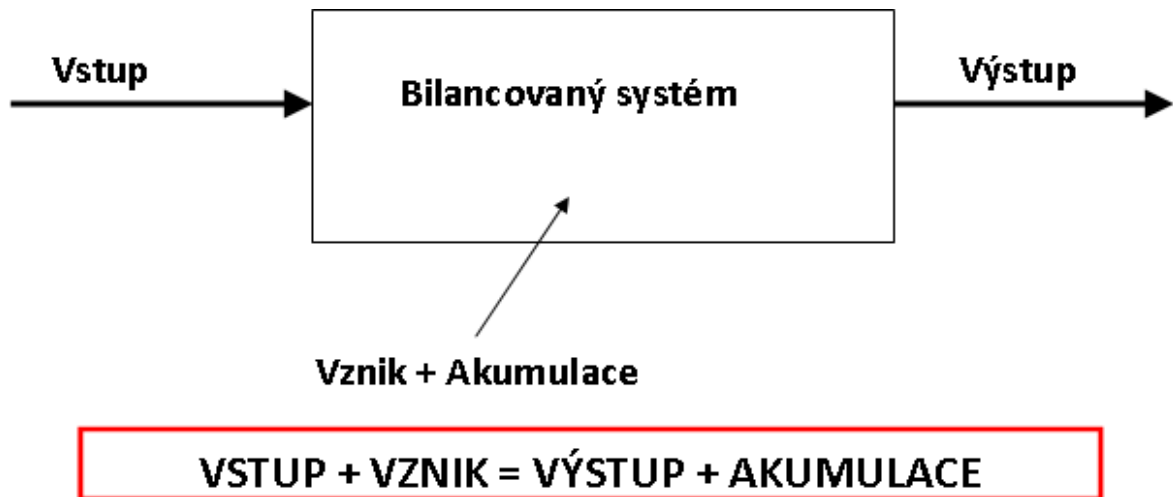 Vstup
Bilancovaný systém
Výstup
Vznik + Akumulace
VSTUP + VZNIK = VÝSTUP + AKUMULACE